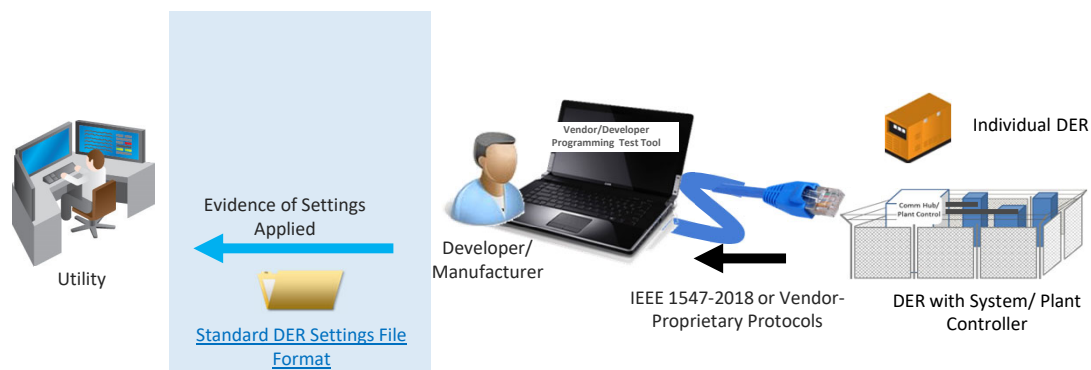 Utility
Evidence of Settings
Applied
Standard DER Settings File
Format
Developer/
Manufacturer
Vendor/Developer
Programming Test Tool
IEEE 1547-2018 or Vendor-
Proprietary Protocols
Individual DER
Comm Hub/
Plant Control
DER with System/ Plant
Controller